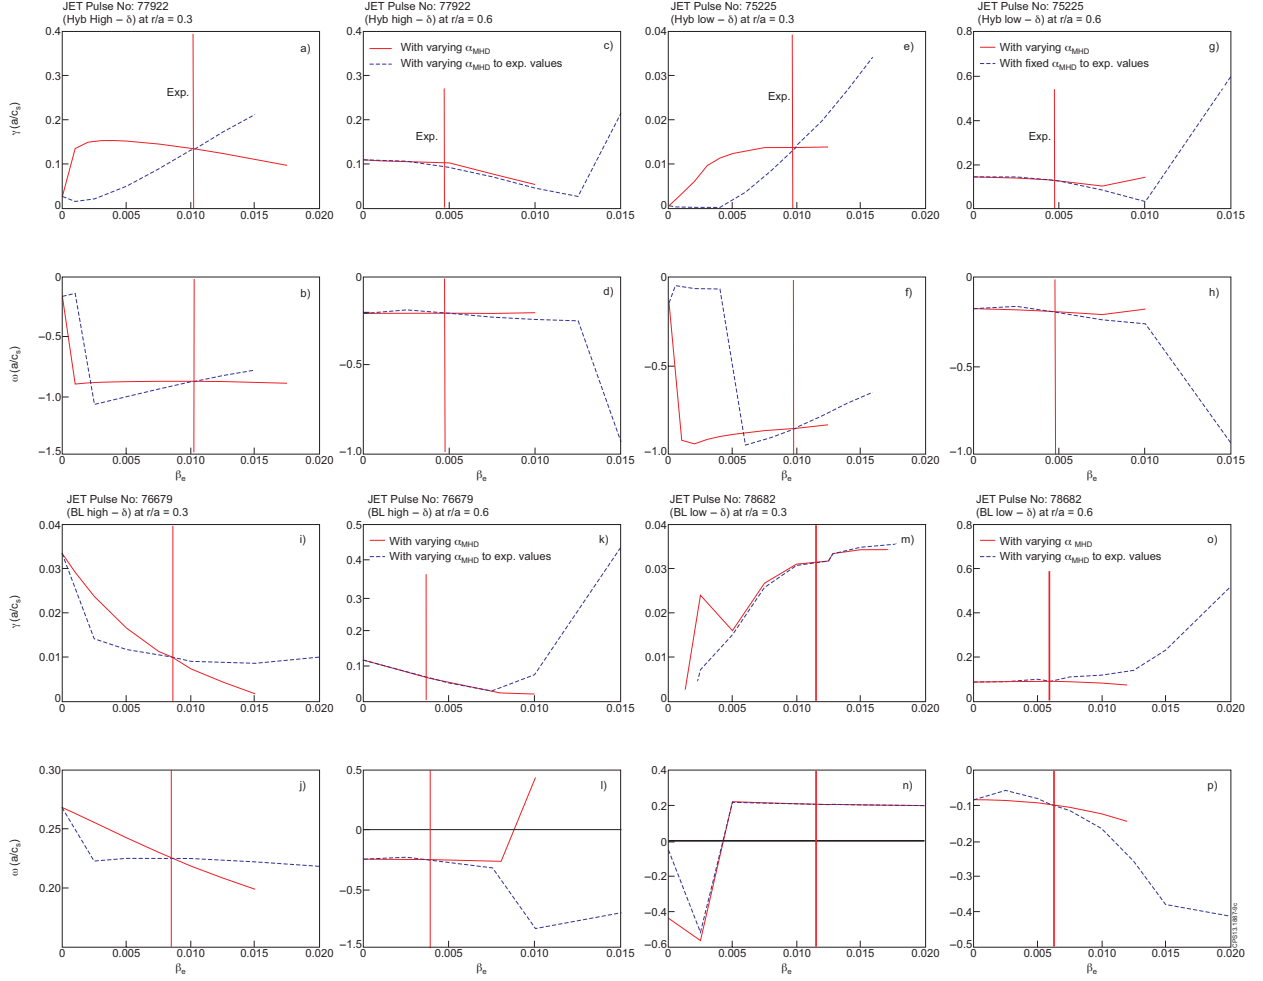 JET Pulse No: 77922
(Hyb High – δ) at r/a = 0.3
JET Pulse No: 77922
(Hyb high – δ) at r/a = 0.6
JET Pulse No: 75225
(Hyb low – δ) at r/a = 0.3
JET Pulse No: 75225
(Hyb low – δ) at r/a = 0.6
γ (a/cs)
0.4
0.3
0.2
0.1
0
a)
Exp.
0 0.005 0.010 0.015 0.020
0.4
0.3
0.2
0.1
0
c)
With varying αMHD
With varying αMHD to exp. values
Exp.
0 0.005 0.010 0.015
0.04
0.03
0.02
0.01
0
e)
Exp.
0 0.005 0.010 0.015 0.020
0.8
0.6
0.4
0.2
0
g)
With varying αMHD
With fixed αMHD to exp. values
Exp.
0 0.005 0.010 0.015
ω (a/cs)
0
–0.5
–1.0
–1.5
b)
0 0.005 0.010 0.015 0.020
βe
0
–0.5
–1.0
d)
0 0.005 0.010 0.015
βe
0
–0.5
–1.0
f)
0 0.005 0.010 0.015 0.020
βe
0
–0.5
–1.0
h)
0 0.005 0.010 0.015
βe
JET Pulse No: 76679
(BL high – δ) at r/a = 0.3
JET Pulse No: 76679
(BL high – δ) at r/a = 0.6
JET Pulse No: 78682
(BL low – δ) at r/a = 0.3
JET Pulse No: 78682
(BL low – δ) at r/a = 0.6
γ (a/cs)
0.04
0.03
0.02
0.01
0
i)
0 0.005 0.010 0.015 0.020
0.5
0.4
0.3
0.5
0.1
0
k)
With varying αMHD
With varying αMHD to exp. values
0 0.005 0.010 0.015
0.04
0.03
0.02
0.01
0
m)
0 0.005 0.010 0.015 0.020
0.8
0.6
0.4
0.2
0
o)
With varying α MHD
With varying αMHD to exp. values
0 0.005 0.010 0.015 0.020
ω (a/cs)
0.30
0.25
0.20
j)
0 0.005 0.010 0.015 0.020
βe
0.5
0
–0.5
–1.5
l)
0 0.005 0.010 0.015
βe
0.4
0.2
0
–0.2
–0.4
–0.6
n)
0 0.005 0.010 0.015 0.020
βe
0
–0.1
–0.2
–0.3
–0.4
–0.5
p)
0 0.005 0.010 0.015 0.020
βe